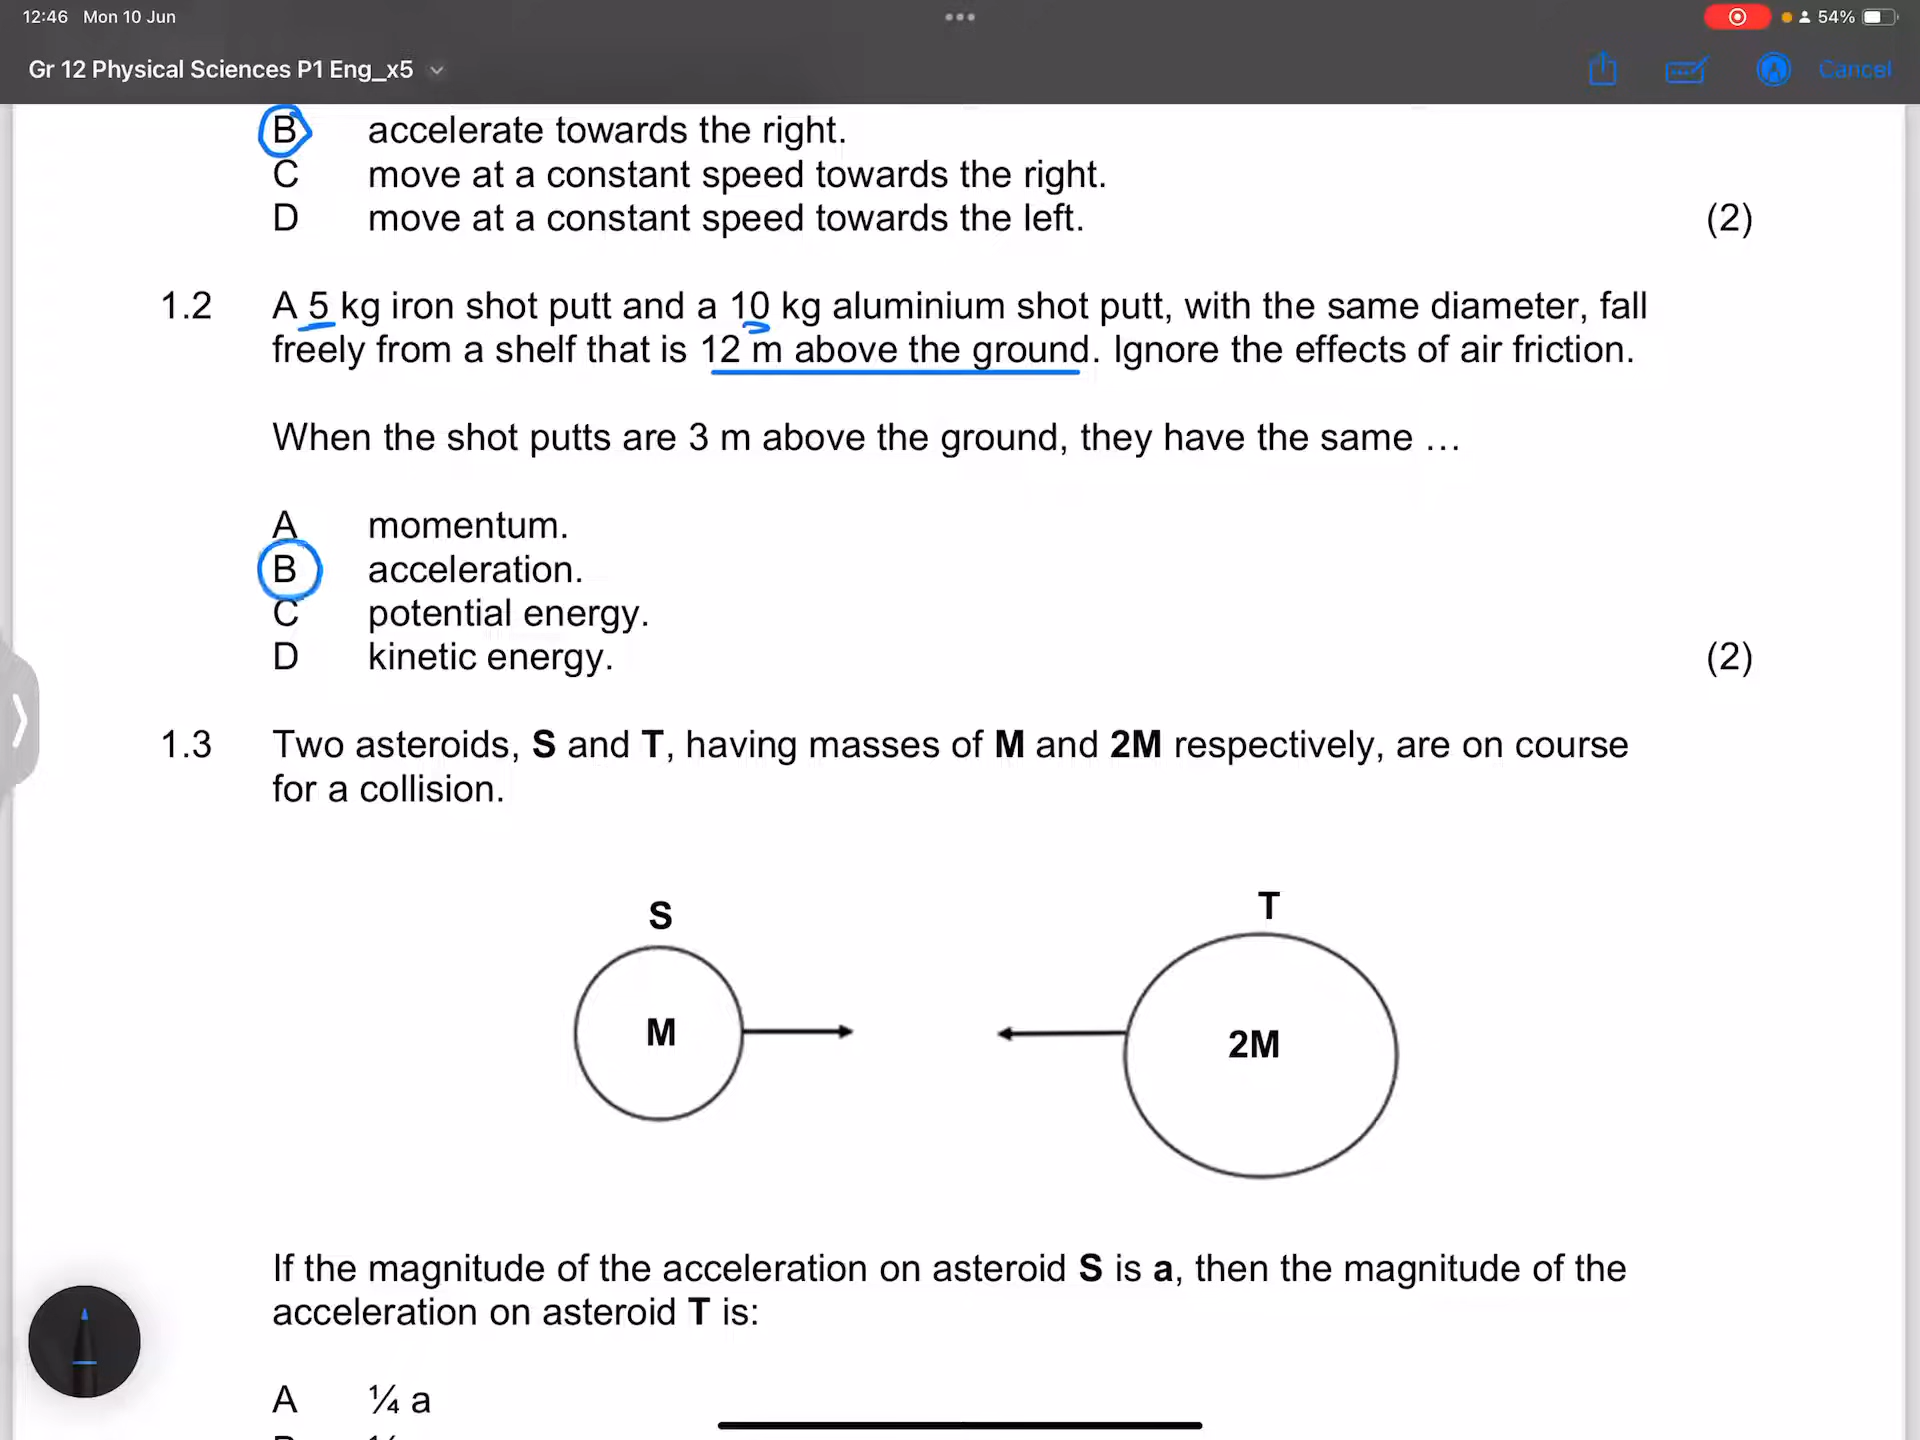 12:46 Mon 10 Jun
54%
Gr 12 Physical Sciences P1 Eng_x5
Cancel
B accelerate towards the right.
C move at a constant speed towards the right.
D move at a constant speed towards the left. (2)
1.2 A 5 kg iron shot putt and a 10 kg aluminium shot putt, with the same diameter, fall
freely from a shelf that is 12 m above the ground. Ignore the effects of air friction.
When the shot putts are 3 m above the ground, they have the same …
A momentum.
B acceleration.
C potential energy.
D kinetic energy. (2)
1.3 Two asteroids, S and T, having masses of M and 2M respectively, are on course
for a collision.
S
T
M
2M
If the magnitude of the acceleration on asteroid S is a, then the magnitude of the
acceleration on asteroid T is:
A ¼ a